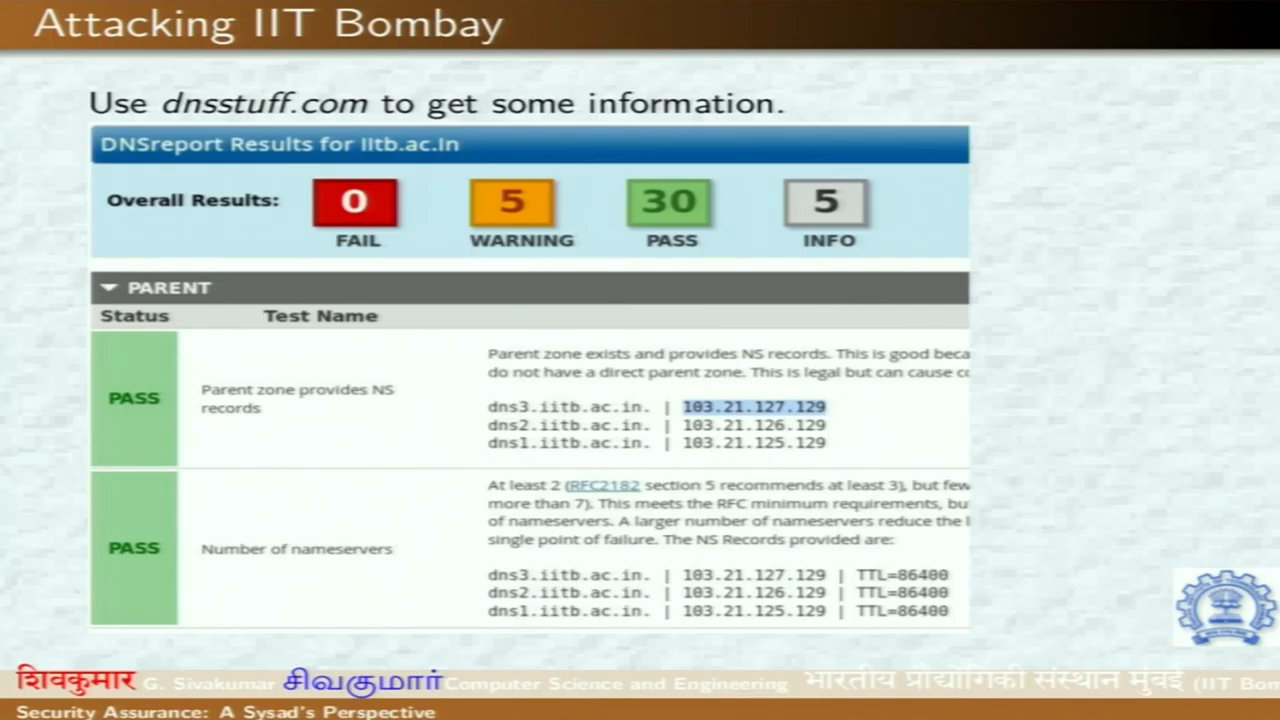 Attacking IIT Bombay
Use dnsstuff.com to get some information.
DNSreport Results for iitb.ac.in
Overall Results: 0 5 30 5
FAIL WARNING PASS INFO
PARENT
Status Test Name
Parent zone exists and provides NS records. This is good beca
do not have a direct parent zone. This is legal but can cause co
PASS
Parent zone provides NS
records
dns3.iitb.ac.in. | 103.21.127.129
dns2.iitb.ac.in. | 103.21.126.129
dns1.iitb.ac.in. | 103.21.125.129
At least 2 (RFC2182 section 5 recommends at least 3), but few
more than 7). This meets the RFC minimum requirements, bu
of nameservers. A larger number of nameservers reduce the l
single point of failure. The NS Records provided are:
PASS
Number of nameservers
dns3.iitb.ac.in. | 103.21.127.129 | TTL=86400
dns2.iitb.ac.in. | 103.21.126.129 | TTL=86400
dns1.iitb.ac.in. | 103.21.125.129 | TTL=86400
शिवकुमार G. Sivakumar சிவகுமார் Computer Science and Engineering भारतीय प्रौद्योगिकी संस्थान मुंबई (IIT Bom
Security Assurance: A Sysad's Perspective